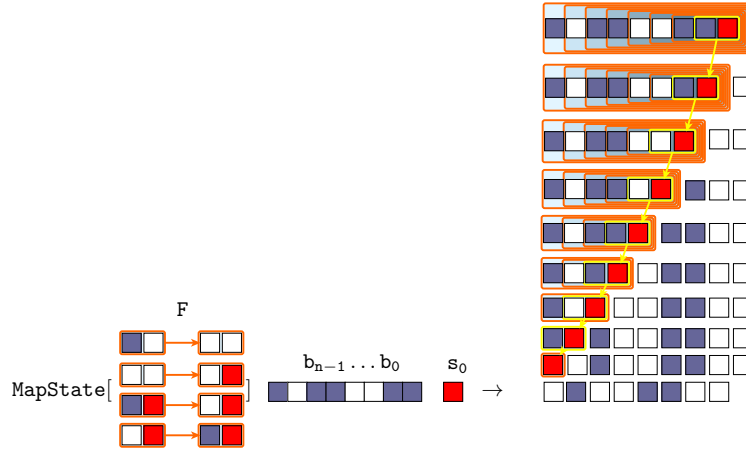 F
b_{n−1} ... b_0 s_0
MapState[ ] →